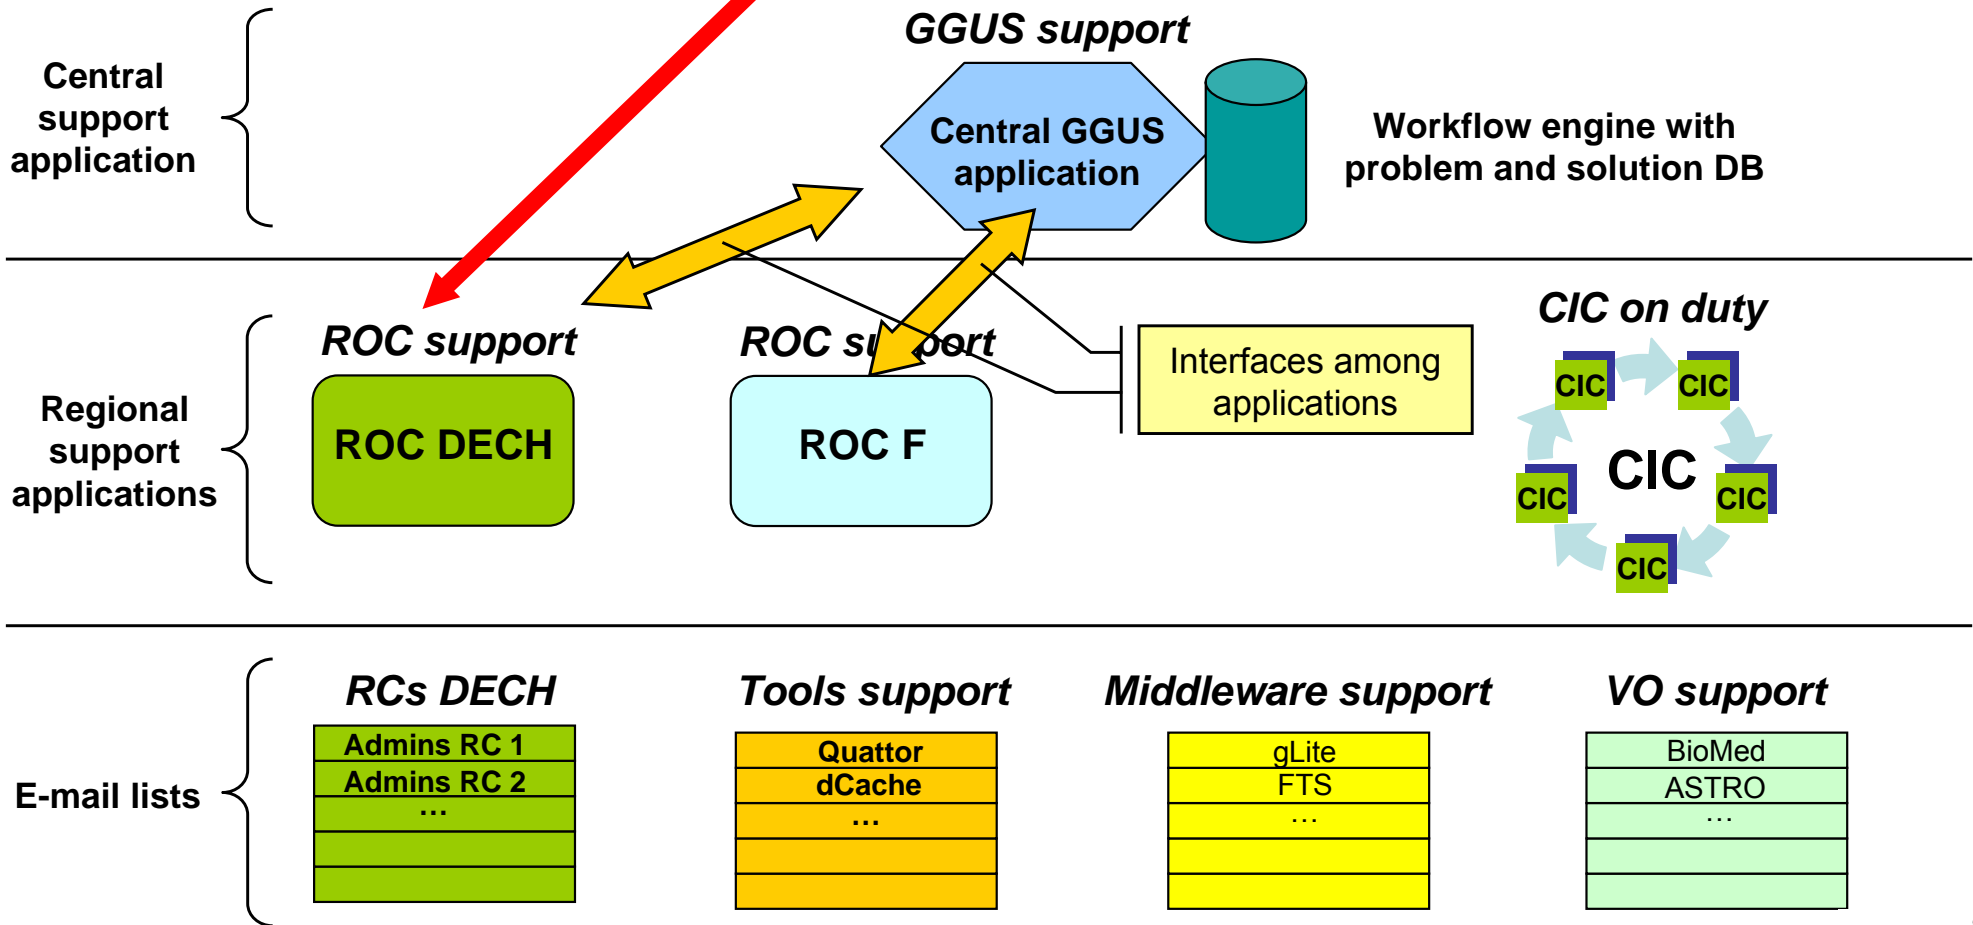 GGUS support
Central
support
application
Central GGUS
application
Workflow engine with
problem and solution DB
Regional
support
applications
ROC support
ROC DECH
ROC support
ROC F
Interfaces among
applications
CIC on duty
CIC
CIC
CIC
CIC
CIC
CIC
E-mail lists
RCs DECH
Admins RC 1
Admins RC 2
...
Tools support
Quattor
dCache
...
Middleware support
gLite
FTS
...
VO support
BioMed
ASTRO
...